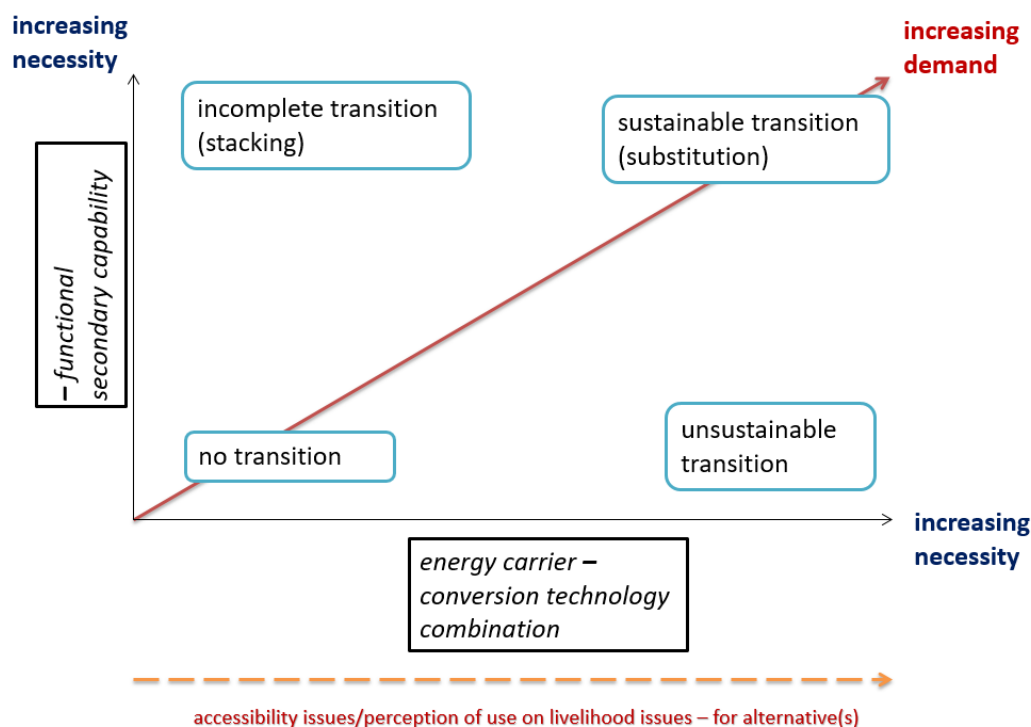 increasing
necessity
increasing
demand
incomplete transition
(stacking)
sustainable transition
(substitution)
– functional
secondary capability
no transition
unsustainable
transition
increasing
necessity
energy carrier –
conversion technology
combination
accessibility issues/perception of use on livelihood issues – for alternative(s)